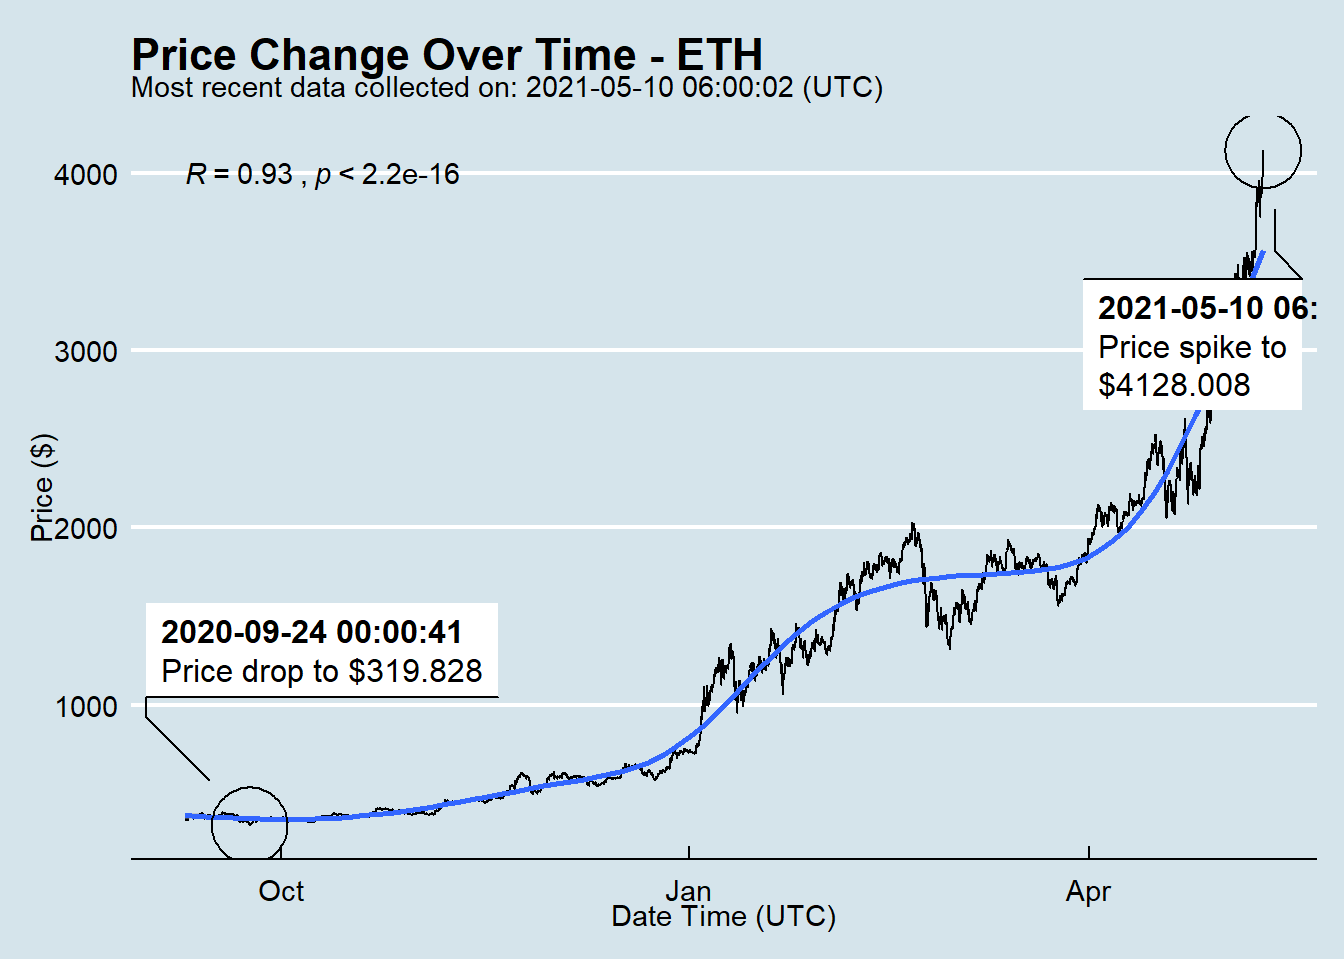 Price Change Over Time - ETH
Most recent data collected on: 2021-05-10 06:00:02 (UTC)
R = 0.93 , p < 2.2e-16
4000
3000
2000
1000
Price ($)
2021-05-10 06:
Price spike to
$4128.008
2020-09-24 00:00:41
Price drop to $319.828
Oct
Jan
Apr
Date Time (UTC)